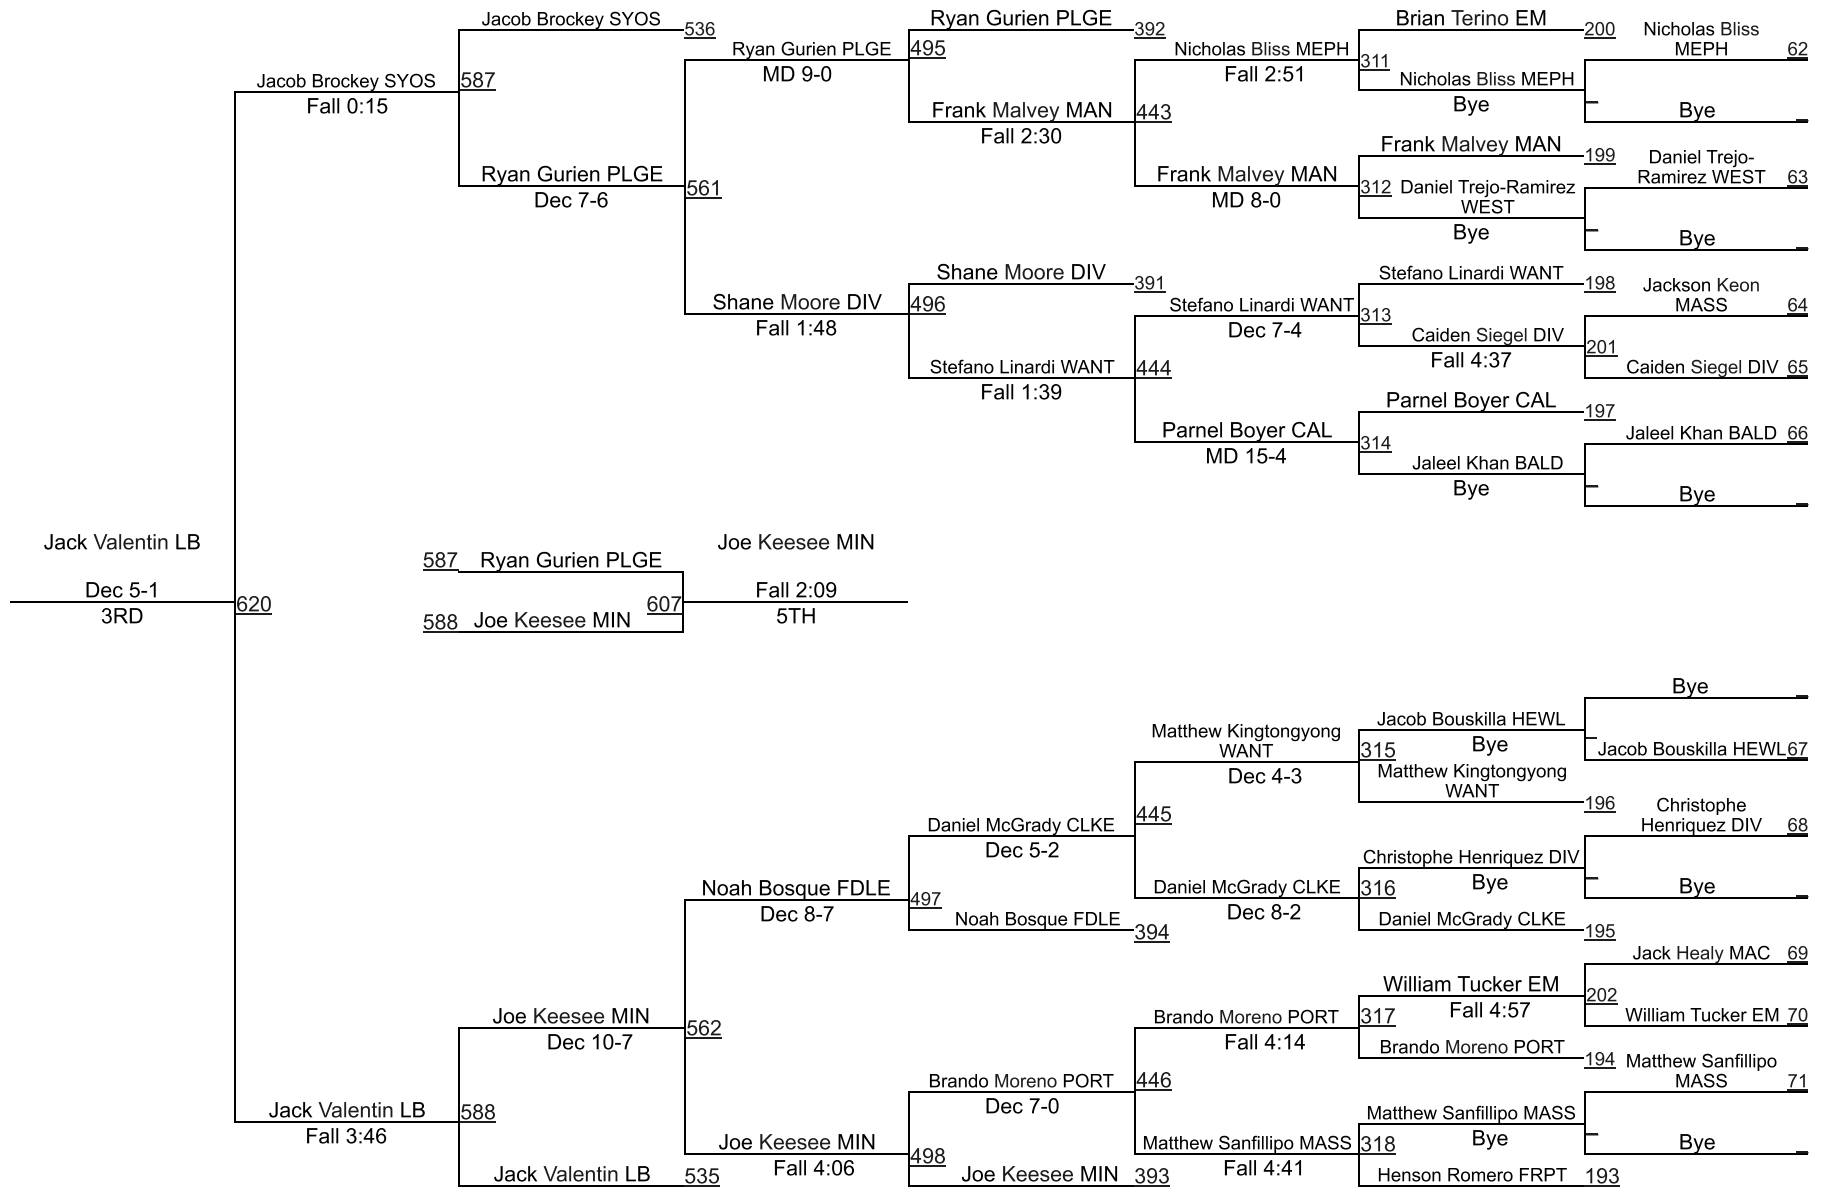 Jacob Brockey SYOS
536
Ryan Gurien PLGE
392
Brian Terino EM
200
Nicholas Bliss
MEPH
62
Ryan Gurien PLGE
495
MD 9-0
Nicholas Bliss MEPH
Fall 2:51
311
Jacob Brockey SYOS
587
Fall 0:15
Nicholas Bliss MEPH
Bye
Bye
Frank Malvey MAN
443
Fall 2:30
Frank Malvey MAN
199
Daniel Trejo-
Ramirez WEST
63
Ryan Gurien PLGE
561
Dec 7-6
Frank Malvey MAN
MD 8-0
312
Daniel Trejo-Ramirez
WEST
Bye
Bye
Shane Moore DIV
391
Stefano Linardi WANT
198
Jackson Keon
MASS
64
Shane Moore DIV
496
Fall 1:48
Stefano Linardi WANT
Dec 7-4
313
Caiden Siegel DIV
201
Fall 4:37
Caiden Siegel DIV
65
Stefano Linardi WANT
444
Fall 1:39
Parnel Boyer CAL
197
Parnel Boyer CAL
MD 15-4
314
Jaleel Khan BALD
66
Jaleel Khan BALD
Bye
Bye
Jack Valentin LB
Dec 5-1
3RD
620
587
Ryan Gurien PLGE
588
Joe Keesee MIN
607
Joe Keesee MIN
Fall 2:09
5TH
Bye
Matthew Kingtongyong
WANT
Dec 4-3
Jacob Bouskilla HEWL
Bye
315
Jacob Bouskilla HEWL
67
Matthew Kingtongyong
WANT
196
Christophe
Henriquez DIV
68
Daniel McGrady CLKE
445
Dec 5-2
Christophe Henriquez DIV
Bye
316
Bye
Noah Bosque FDLE
Dec 8-7
497
Daniel McGrady CLKE
Dec 8-2
Noah Bosque FDLE
394
Daniel McGrady CLKE
195
Jack Healy MAC
69
William Tucker EM
202
Fall 4:57
William Tucker EM
70
Joe Keesee MIN
562
Dec 10-7
Brando Moreno PORT
317
Fall 4:14
Brando Moreno PORT
194
Matthew Sanfillipo
MASS
71
Brando Moreno PORT
446
Dec 7-0
Jack Valentin LB
588
Fall 3:46
Matthew Sanfillipo MASS
Bye
318
Bye
Joe Keesee MIN
Fall 4:06
498
Matthew Sanfillipo MASS
Fall 4:41
Jack Valentin LB
535
Joe Keesee MIN
393
Henson Romero FRPT
193